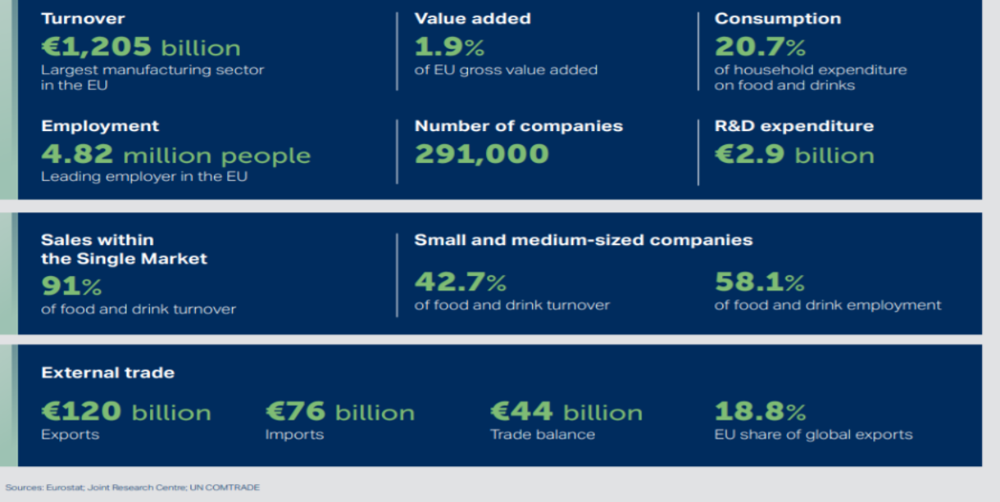 Turnover
€1,205 billion
Largest manufacturing sector
in the EU
Value added
1.9%
of EU gross value added
Consumption
20.7%
of household expenditure
on food and drinks
Employment
4.82 million people
Leading employer in the EU
Number of companies
291,000
R&D expenditure
€2.9 billion
Sales within
the Single Market
91%
of food and drink turnover
Small and medium-sized companies
42.7%
of food and drink turnover
58.1%
of food and drink employment
External trade
€120 billion
Exports
€76 billion
Imports
€44 billion
Trade balance
18.8%
EU share of global exports
Sources: Eurostat; Joint Research Centre; UN COMTRADE